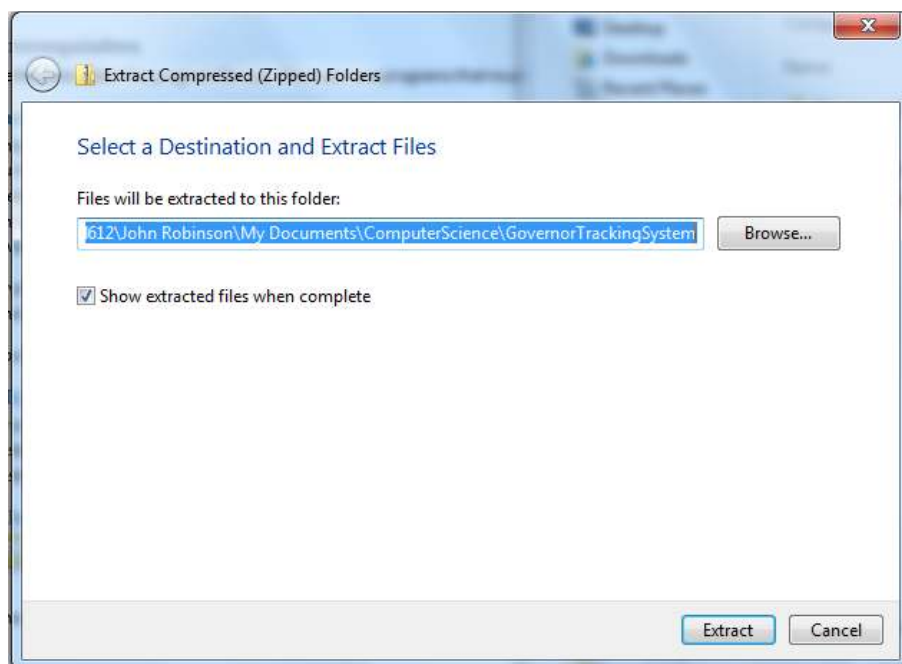 Extract Compressed (Zipped) Folders
Select a Destination and Extract Files
Files will be extracted to this folder:
612\John Robinson\My Documents\ComputerScience\GovernorTrackingSystem
Browse...
Show extracted files when complete
Extract
Cancel